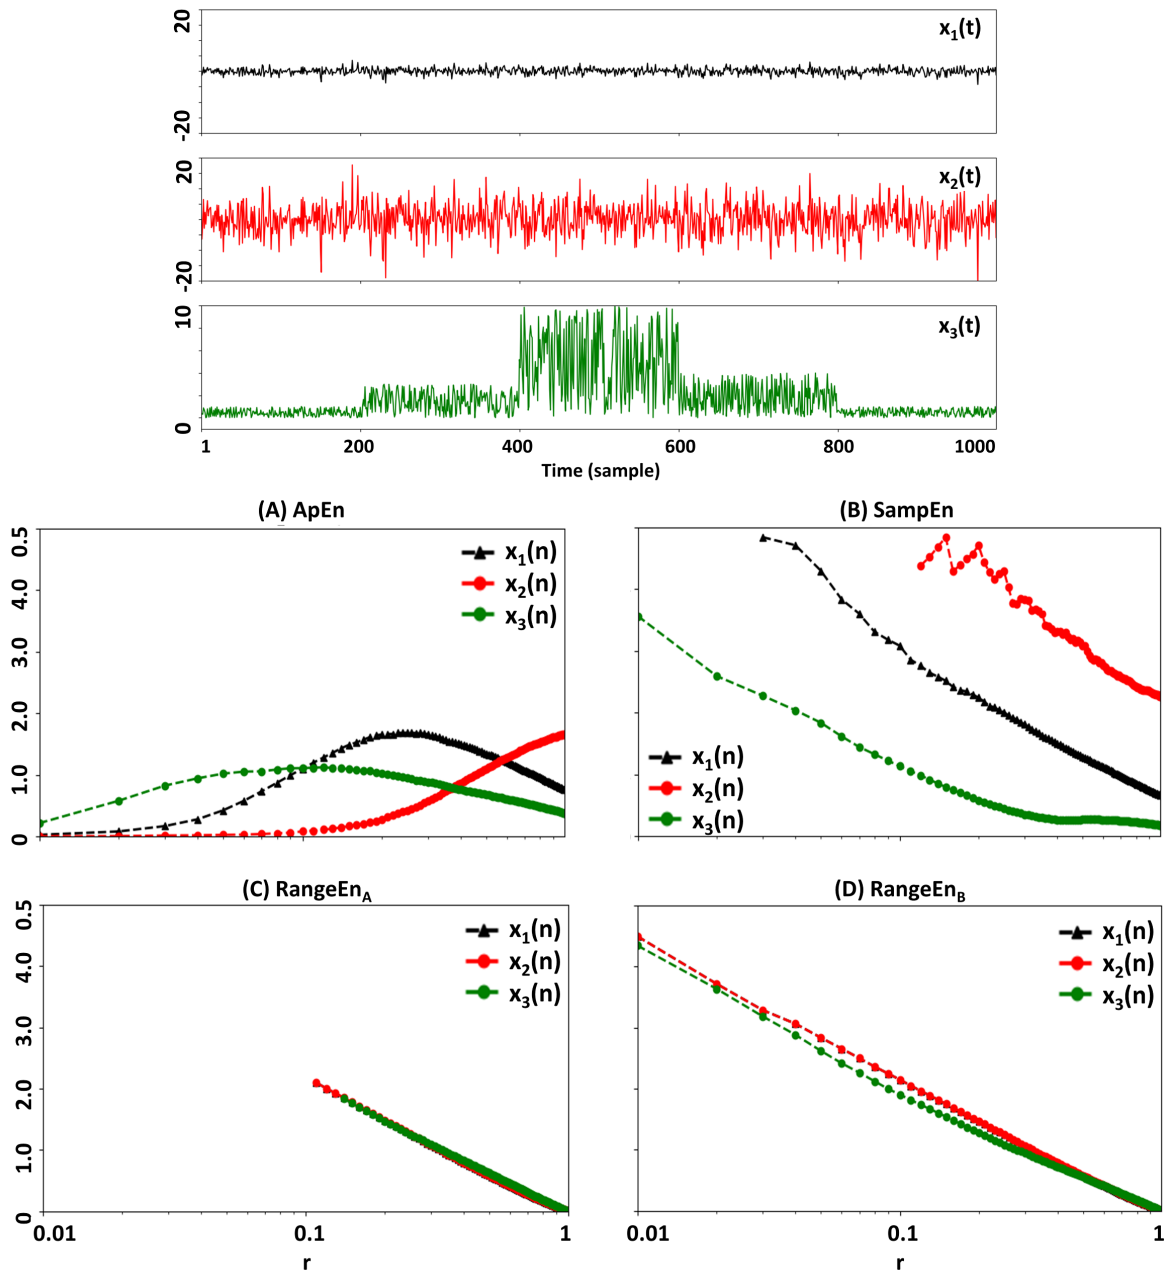 20
x1(t)
-20
20
x2(t)
-20
10
x3(t)
0
1 200 400 600 800 1000
Time (sample)
(A) ApEn
0.5
4.0
3.0
2.0
1.0
0
x1(n)
x2(n)
x3(n)
(B) SampEn
x1(n)
x2(n)
x3(n)
(C) RangeEnA
0.5
4.0
3.0
2.0
1.0
0
x1(n)
x2(n)
x3(n)
0.01 0.1 1
r
(D) RangeEnB
x1(n)
x2(n)
x3(n)
0.01 0.1 1
r